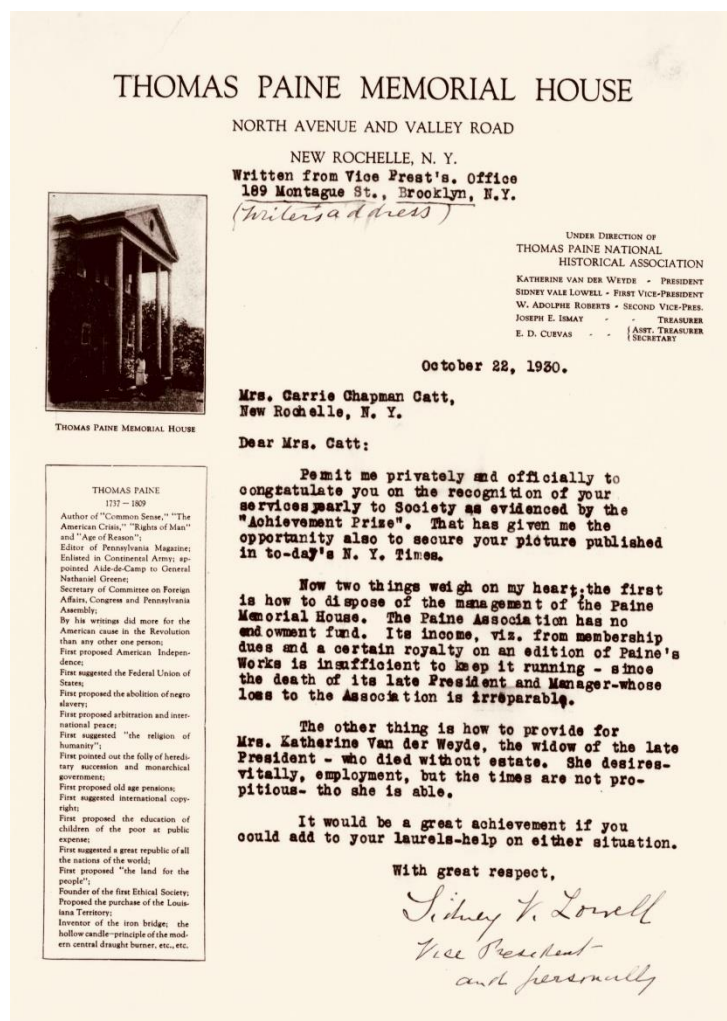 THOMAS PAINE MEMORIAL HOUSE
NORTH AVENUE AND VALLEY ROAD
NEW ROCHELLE, N. Y.
Written from Vice Prest's. Office
189 Montague St., Brooklyn, N.Y.
(Writer's address)
UNDER DIRECTION OF
THOMAS PAINE NATIONAL
HISTORICAL ASSOCIATION
KATHERINE VAN DER WEYDE - PRESIDENT
SIDNEY VALE LOWELL - FIRST VICE-PRESIDENT
W. ADOLPHE ROBERTS - SECOND VICE-PRES.
JOSEPH E. ISMAY - - TREASURER
E. D. CUEVAS - - { ASST. TREASURER
{ SECRETARY
THOMAS PAINE MEMORIAL HOUSE
THOMAS PAINE
1737 — 1809
Author of "Common Sense," "The
American Crisis," "Rights of Man"
and "Age of Reason";
Editor of Pennsylvania Magazine;
Enlisted in Continental Army; ap-
pointed Aide-de-Camp to General
Nathaniel Greene;
Secretary of Committee on Foreign
Affairs, Congress and Pennsylvania
Assembly;
By his writings did more for the
American cause in the Revolution
than any other one person;
First proposed American Indepen-
dence;
First suggested the Federal Union of
States;
First proposed the abolition of negro
slavery;
First proposed arbitration and inter-
national peace;
First suggested "the religion of
humanity";
First pointed out the folly of heredi-
tary succession and monarchical
government;
First proposed old age pensions;
First suggested international copy-
right;
First proposed the education of
children of the poor at public
expense;
First suggested a great republic of all
the nations of the world;
First proposed "the land for the
people";
Founder of the first Ethical Society;
Proposed the purchase of the Louis-
iana Territory;
Inventor of the iron bridge; the
hollow candle—principle of the mod-
ern central draught burner, etc., etc.
October 22, 1930.
Mrs. Carrie Chapman Catt,
New Rochelle, N. Y.
Dear Mrs. Catt:
Permit me privately and officially to
congtatulate you on the recognition of your
services yearly to Society as evidenced by the
"Achievement Prize". That has given me the
opportunity also to secure your picture published
in to-day's N. Y. Times.
Now two things weigh on my heart; the first
is how to dispose of the management of the Paine
Memorial House. The Paine Association has no
endowment fund. Its income, viz. from membership
dues and a certain royalty on an edition of Paine's
Works is insufficient to keep it running - since
the death of its late President and Manager-whose
loss to the Association is irreparable.
The other thing is how to provide for
Mrs. Katherine Van der Weyde, the widow of the late
President - who died without estate. She desires-
vitally, employment, but the times are not pro-
pitious- tho she is able.
It would be a great achievement if you
could add to your laurels-help on either situation.
With great respect,
Sidney V. Lowell
Vice President
and personally